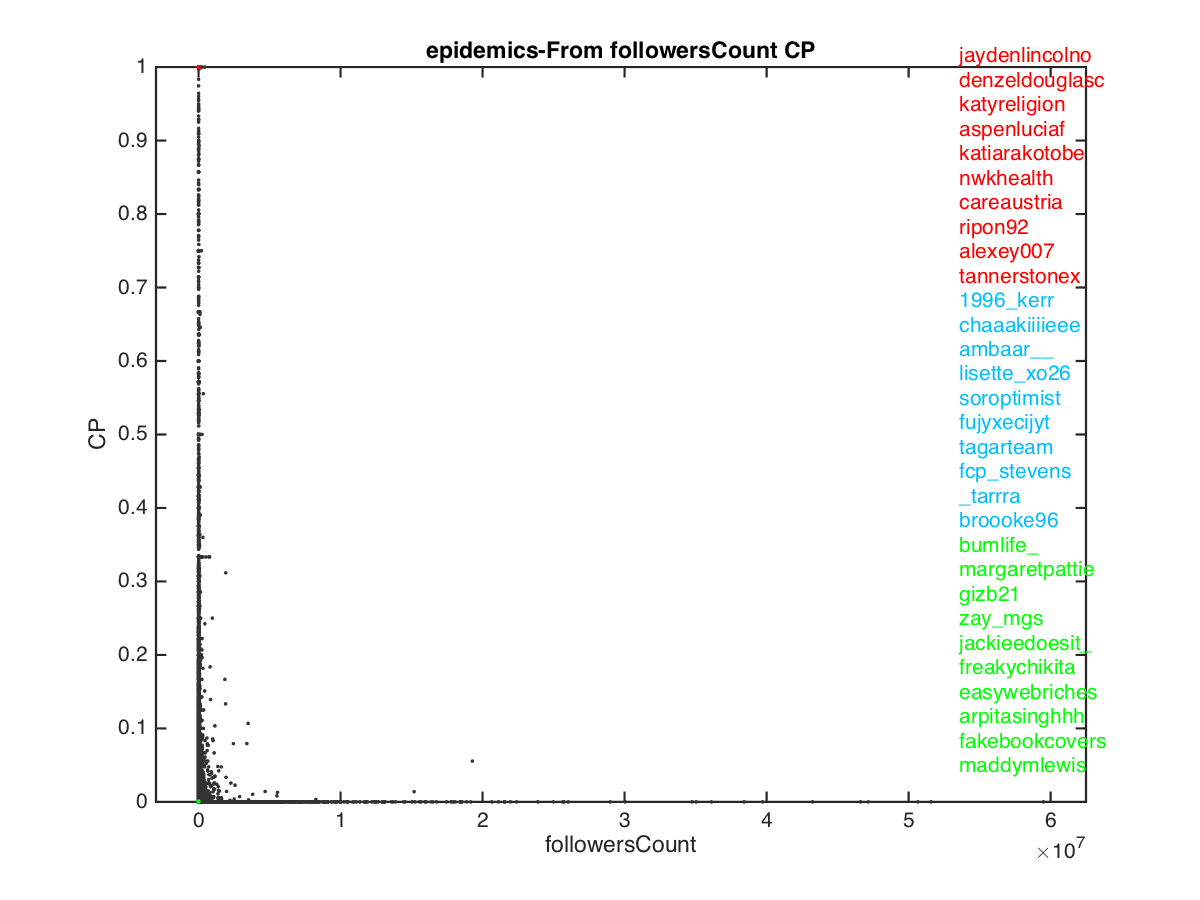 epidemics-From followersCount CP
jaydenlincolno
denzeldouglasc
katyreligion
aspenluciaf
katiarakotobe
nwkhealth
careaustria
ripon92
alexey007
tannerstonex
1996_kerr
chaaakiiiieee
ambaar__
lisette_xo26
soroptimist
fujyxecijyt
tagarteam
fcp_stevens
_tarrra
broooke96
bumlife_
margaretpattie
gizb21
zay_mgs
jackieedoesit_
freakychikita
easywebriches
arpitasinghhh
fakebookcovers
maddymlewis
1
0.9
0.8
0.7
0.6
0.5
0.4
0.3
0.2
0.1
0
CP
0 1 2 3 4 5 6
followersCount
×10^7